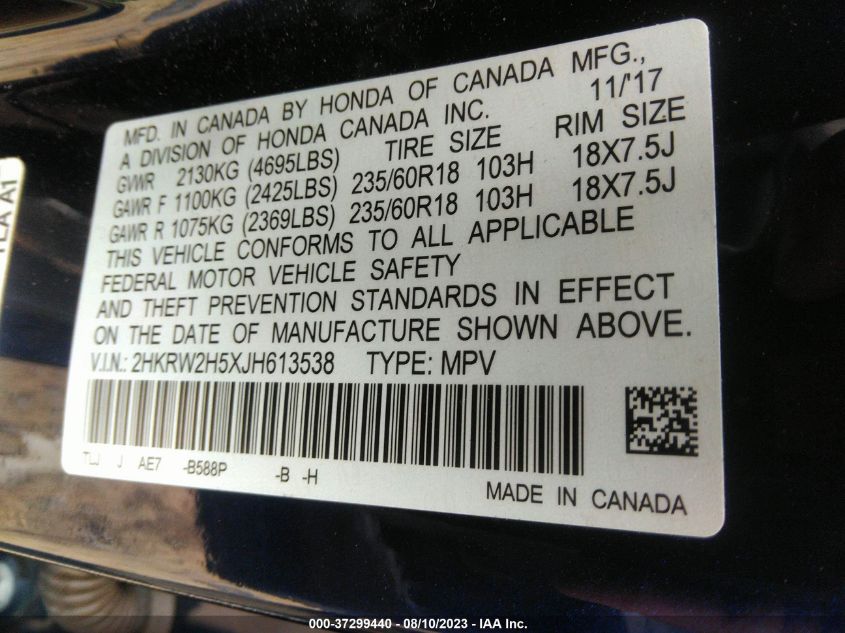 MFD. IN CANADA BY HONDA OF CANADA MFG.,
A DIVISION OF HONDA CANADA INC. 11/'17
GVWR 2130KG (4695LBS) TIRE SIZE RIM SIZE
GAWR F 1100KG (2425LBS) 235/60R18 103H 18X7.5J
GAWR R 1075KG (2369LBS) 235/60R18 103H 18X7.5J
THIS VEHICLE CONFORMS TO ALL APPLICABLE
FEDERAL MOTOR VEHICLE SAFETY
AND THEFT PREVENTION STANDARDS IN EFFECT
ON THE DATE OF MANUFACTURE SHOWN ABOVE.
V.I.N.: 2HKRW2H5XJH613538 TYPE: MPV
TLJ J AE7 -B588P -B -H
MADE IN CANADA
TLA A1
000-37299440 - 08/10/2023 - IAA Inc.